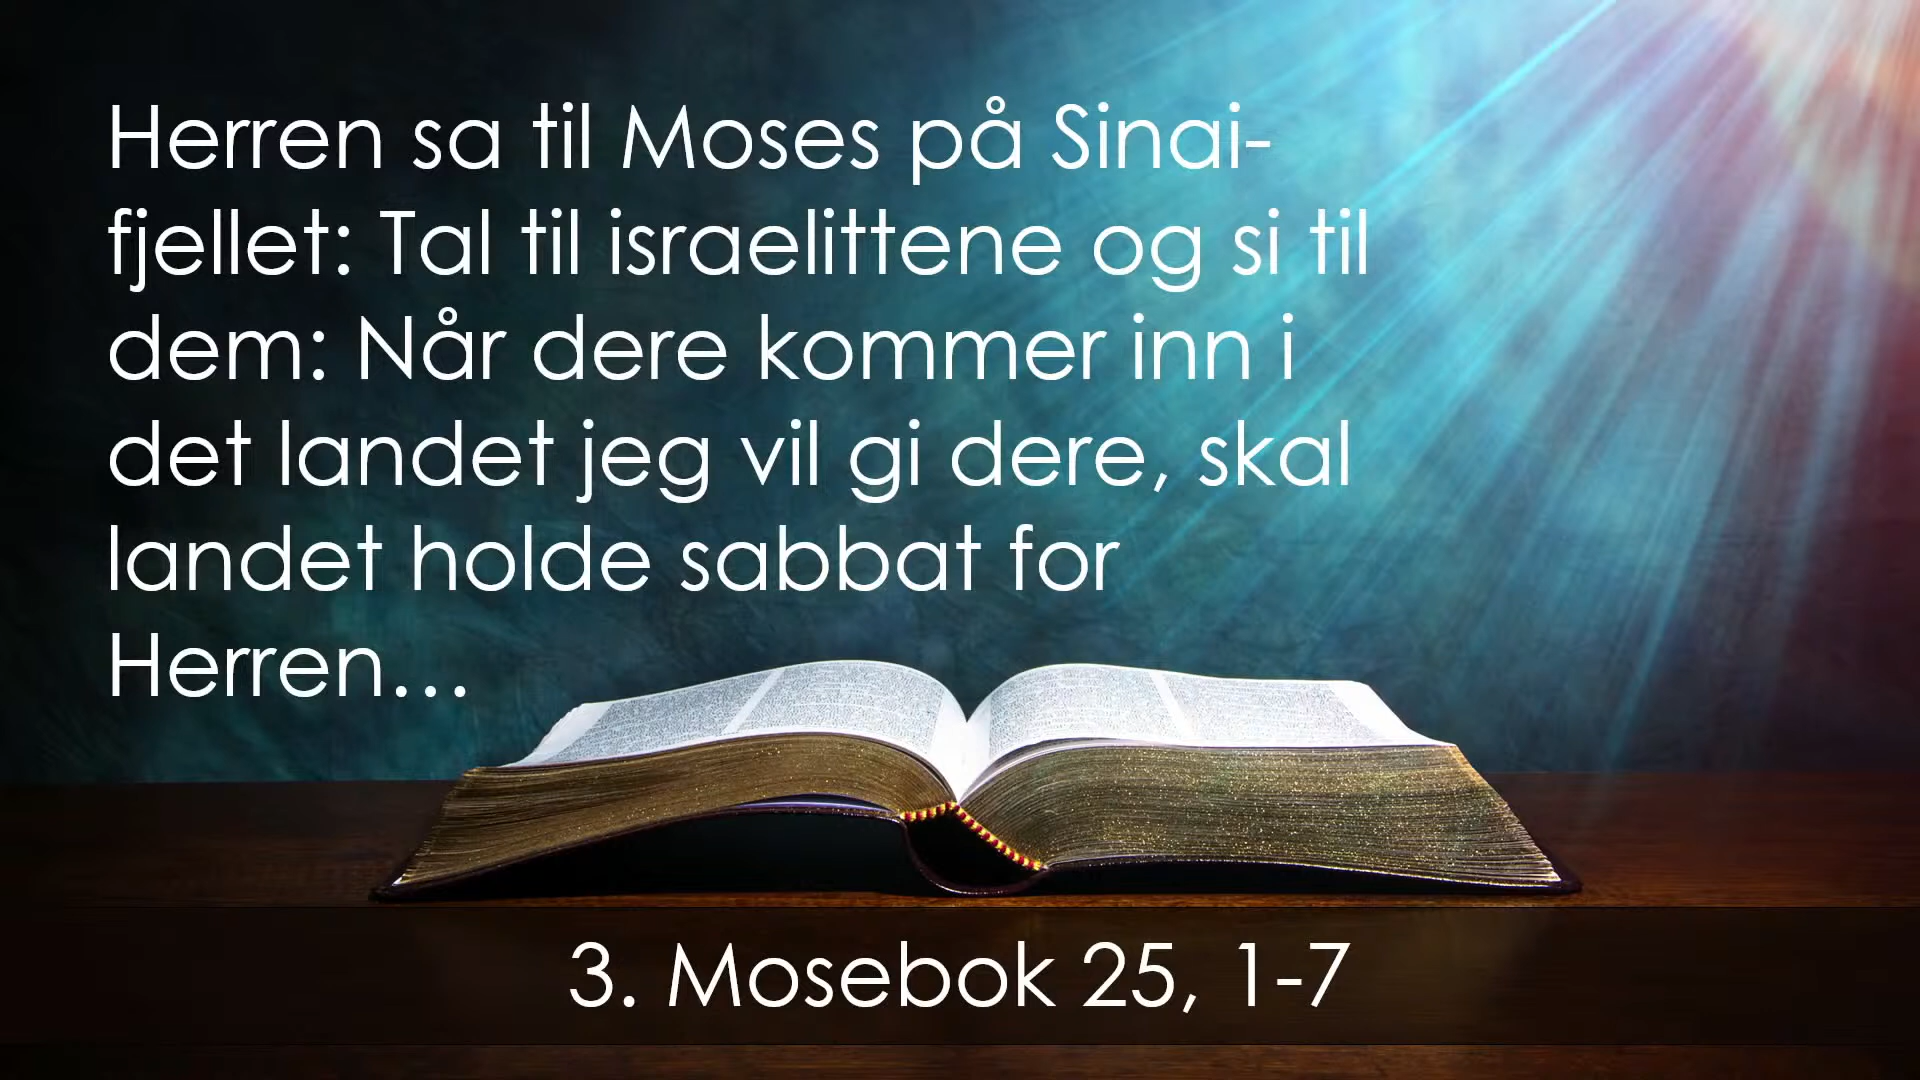 Herren sa til Moses på Sinai-
fjellet: Tal til israelittene og si til
dem: Når dere kommer inn i
det landet jeg vil gi dere, skal
landet holde sabbat for
Herren…
3. Mosebok 25, 1-7